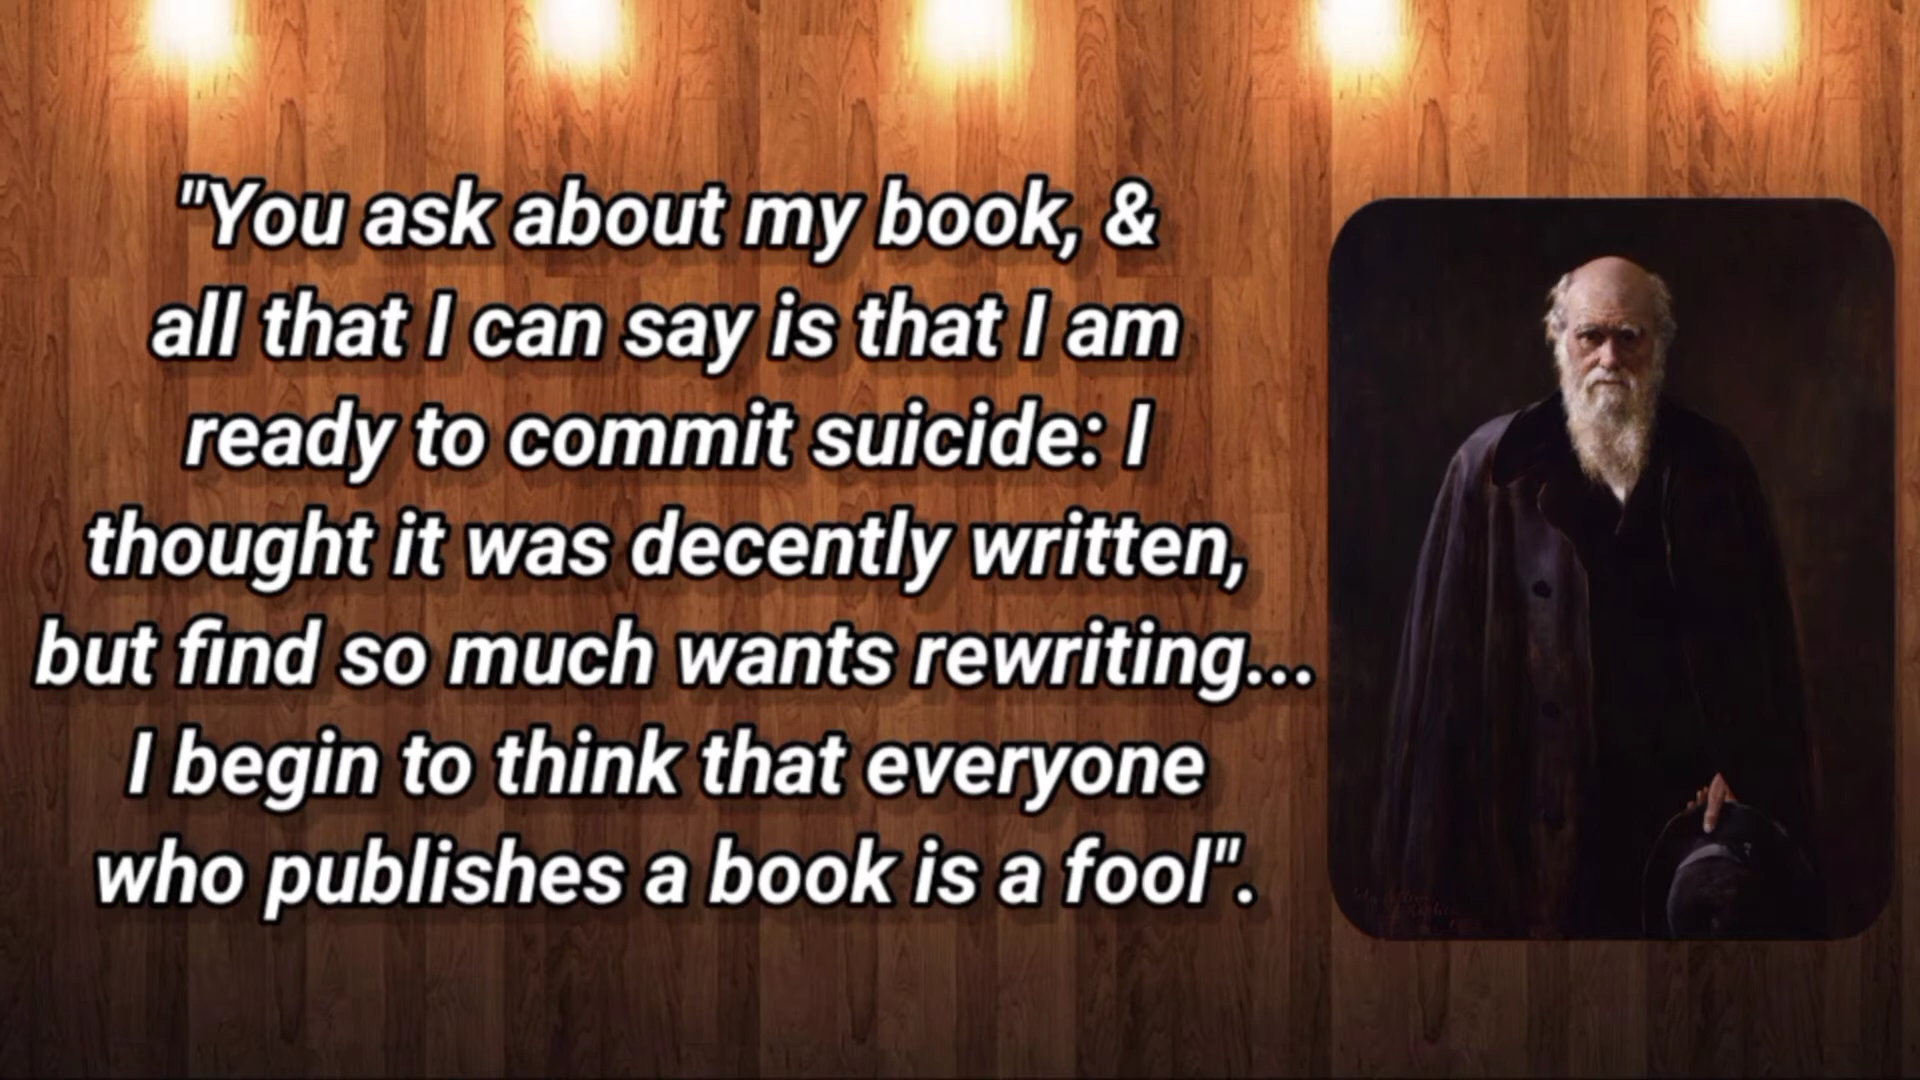 "You ask about my book, &
all that I can say is that I am
ready to commit suicide: I
thought it was decently written,
but find so much wants rewriting...
I begin to think that everyone
who publishes a book is a fool".